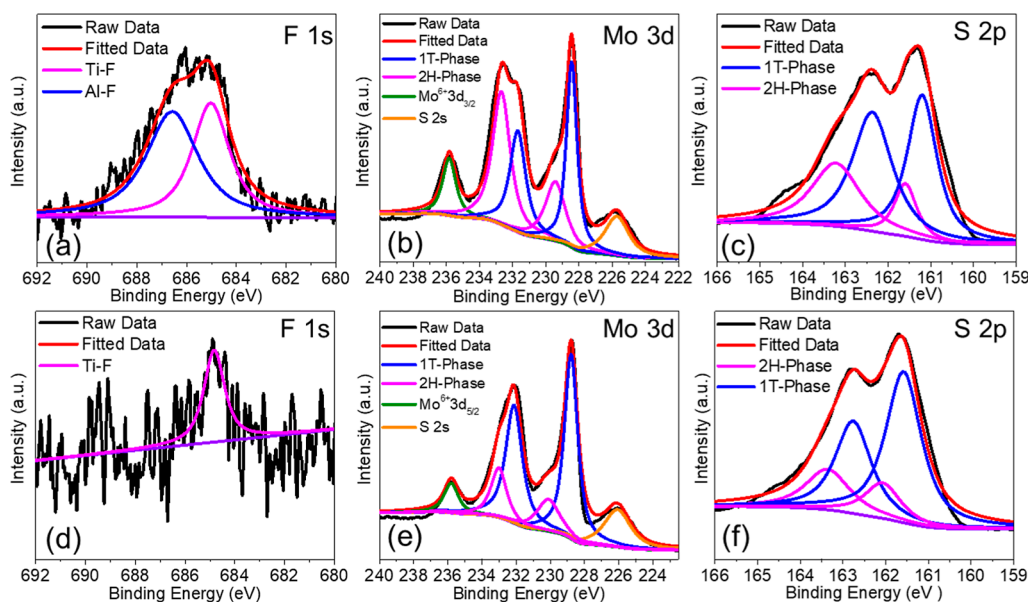 F 1s
Raw Data
Fitted Data
Ti-F
Al-F
Intensity (a.u.)
(a)
692 690 688 686 684 682 680
Binding Energy (eV)
Mo 3d
Raw Data
Fitted Data
1T-Phase
2H-Phase
Mo6+3d3/2
S 2s
Intensity (a.u.)
(b)
240 238 236 234 232 230 228 226 224 222
Binding Energy (eV)
S 2p
Raw Data
Fitted Data
1T-Phase
2H-Phase
Intensity (a.u.)
(c)
166 165 164 163 162 161 160 159
Binding Energy (eV)
F 1s
Raw Data
Fitted Data
Ti-F
Intensity (a.u.)
(d)
692 690 688 686 684 682 680
Binding Energy (eV)
Mo 3d
Raw Data
Fitted Data
1T-Phase
2H-Phase
Mo6+3d5/2
S 2s
Intensity (a.u.)
(e)
240 238 236 234 232 230 228 226 224
Binding Energy (eV)
S 2p
Raw Data
Fitted Data
2H-Phase
1T-Phase
Intensity (a.u.)
(f)
166 165 164 163 162 161 160 159
Binding Energy (eV)